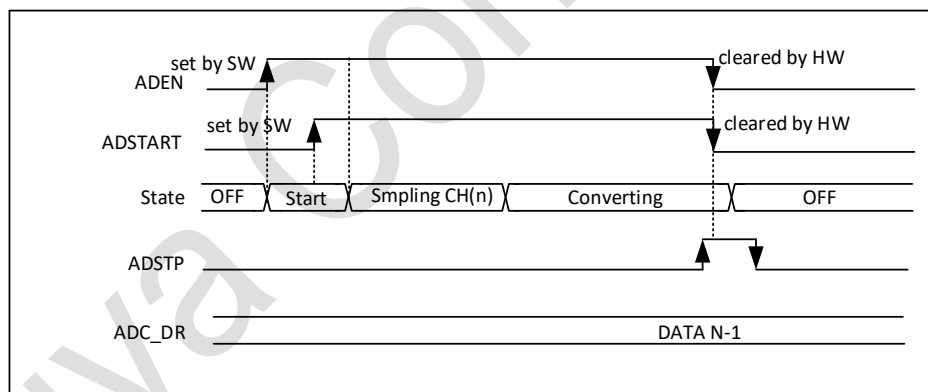 set by SW
cleared by HW
ADEN
set by SW
cleared by HW
ADSTART
State
OFF
Start
Smpling CH(n)
Converting
OFF
ADSTP
ADC_DR
DATA N-1